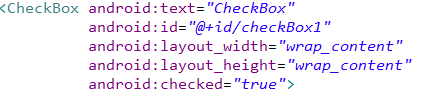 <CheckBox android:text="CheckBox"
android:id="@+id/checkBox1"
android:layout_width="wrap_content"
android:layout_height="wrap_content"
android:checked="true">